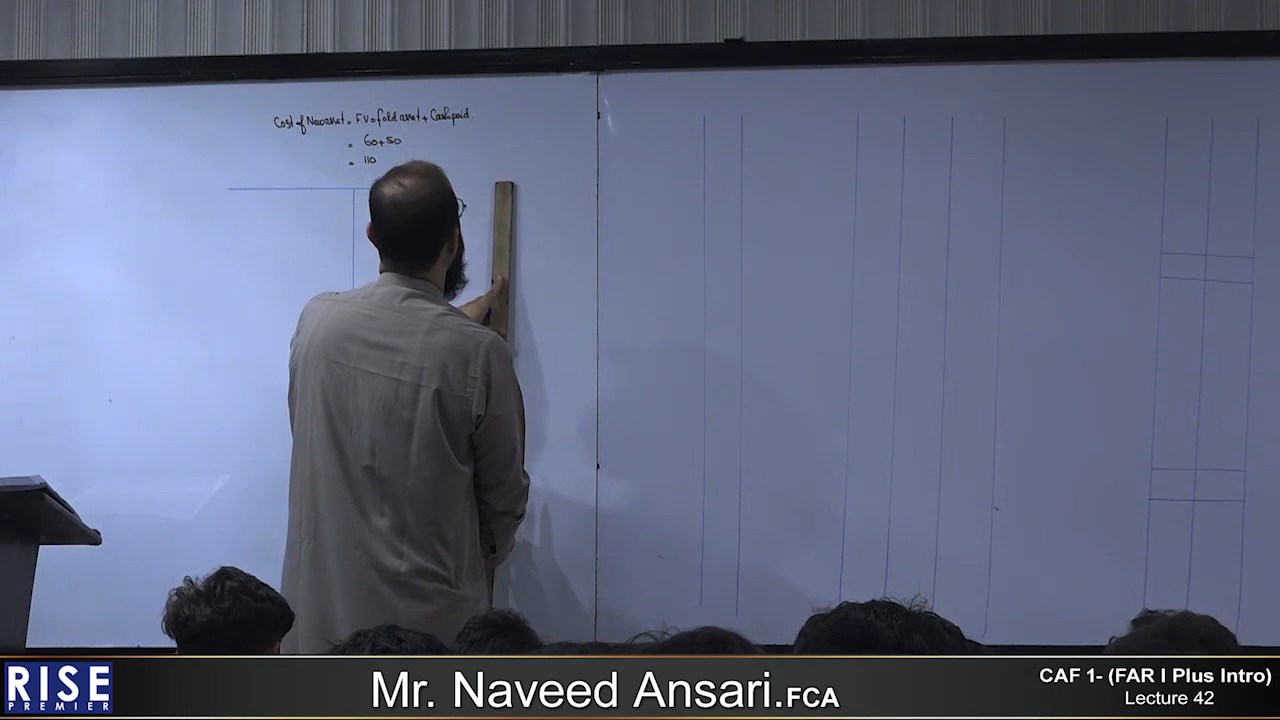 Cost of New asset = FV of old asset + Cash paid.
= 60+50
= 110
RISE
PREMIER
Mr. Naveed Ansari.FCA
CAF 1- (FAR I Plus Intro)
Lecture 42